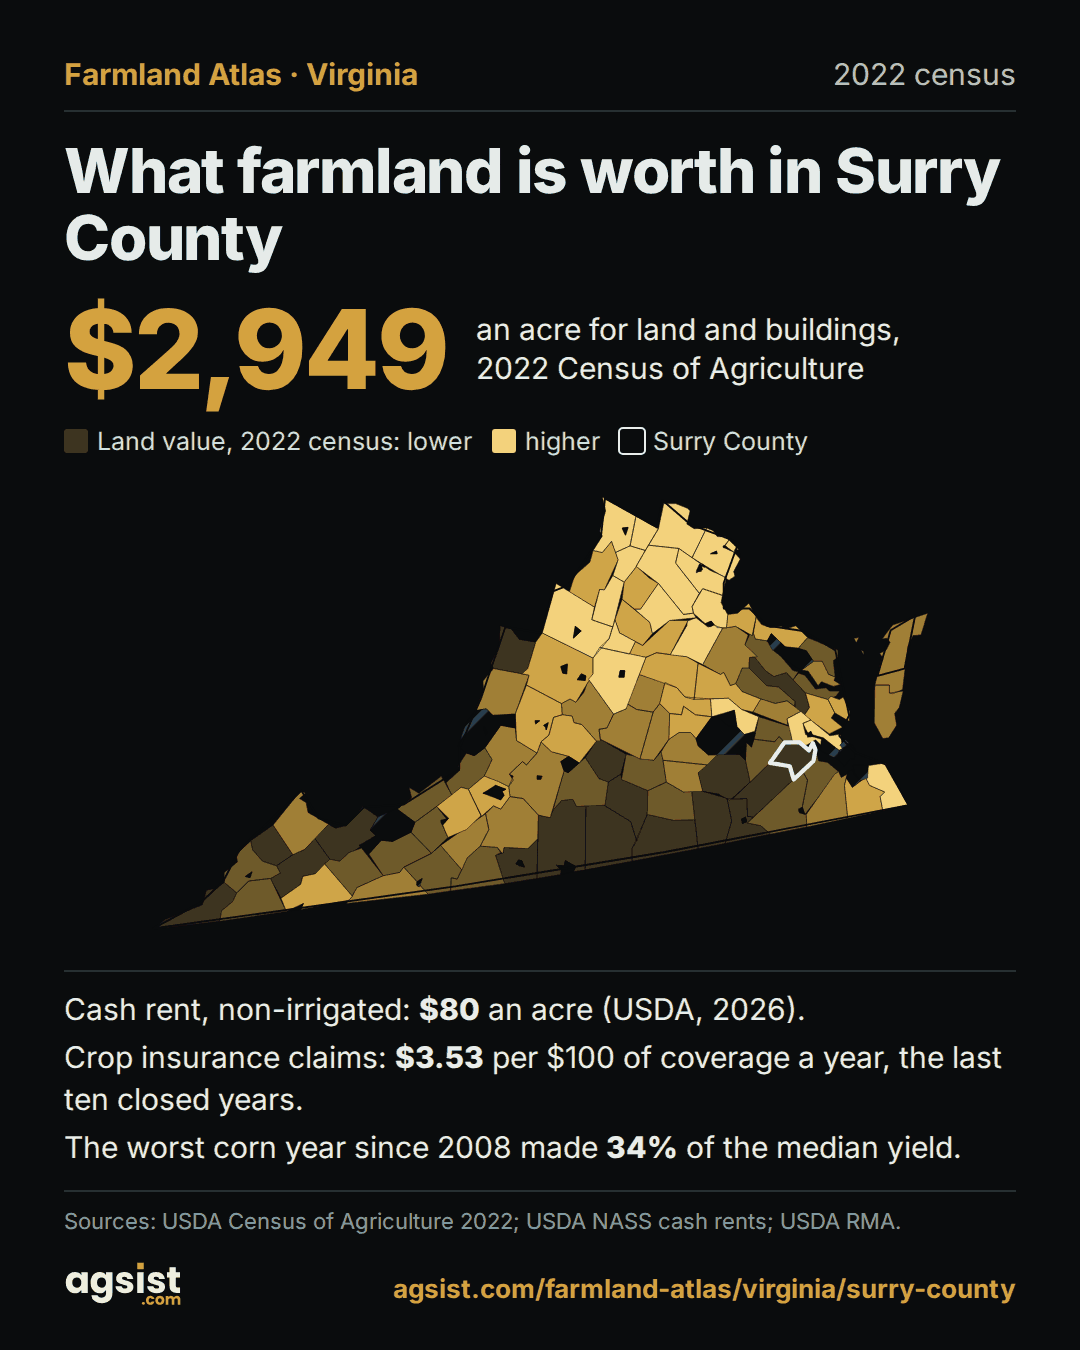 Farmland Atlas · Virginia
2022 census
What farmland is worth in Surry
County
$2,949
an acre for land and buildings,
2022 Census of Agriculture
Land value, 2022 census: lower
higher
Surry County
Cash rent, non-irrigated: $80 an acre (USDA, 2026).
Crop insurance claims: $3.53 per $100 of coverage a year, the last
ten closed years.
The worst corn year since 2008 made 34% of the median yield.
Sources: USDA Census of Agriculture 2022; USDA NASS cash rents; USDA RMA.
agsist
.com
agsist.com/farmland-atlas/virginia/surry-county